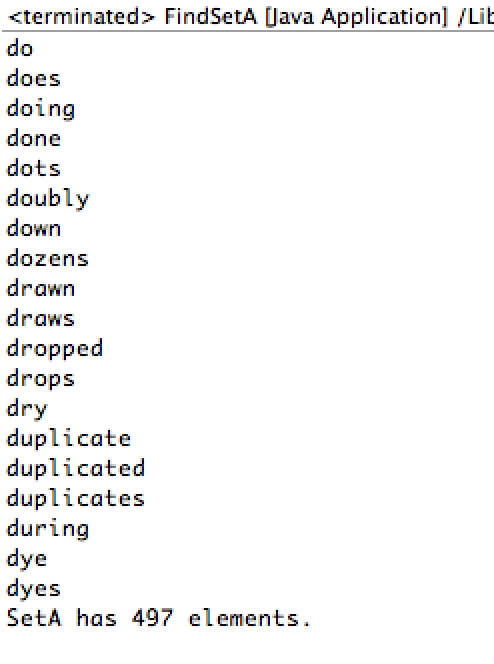 <terminated> FindSetA [Java Application] /Lib
do
does
doing
done
dots
doubly
down
dozens
drawn
draws
dropped
drops
dry
duplicate
duplicated
duplicates
during
dye
dyes
SetA has 497 elements.